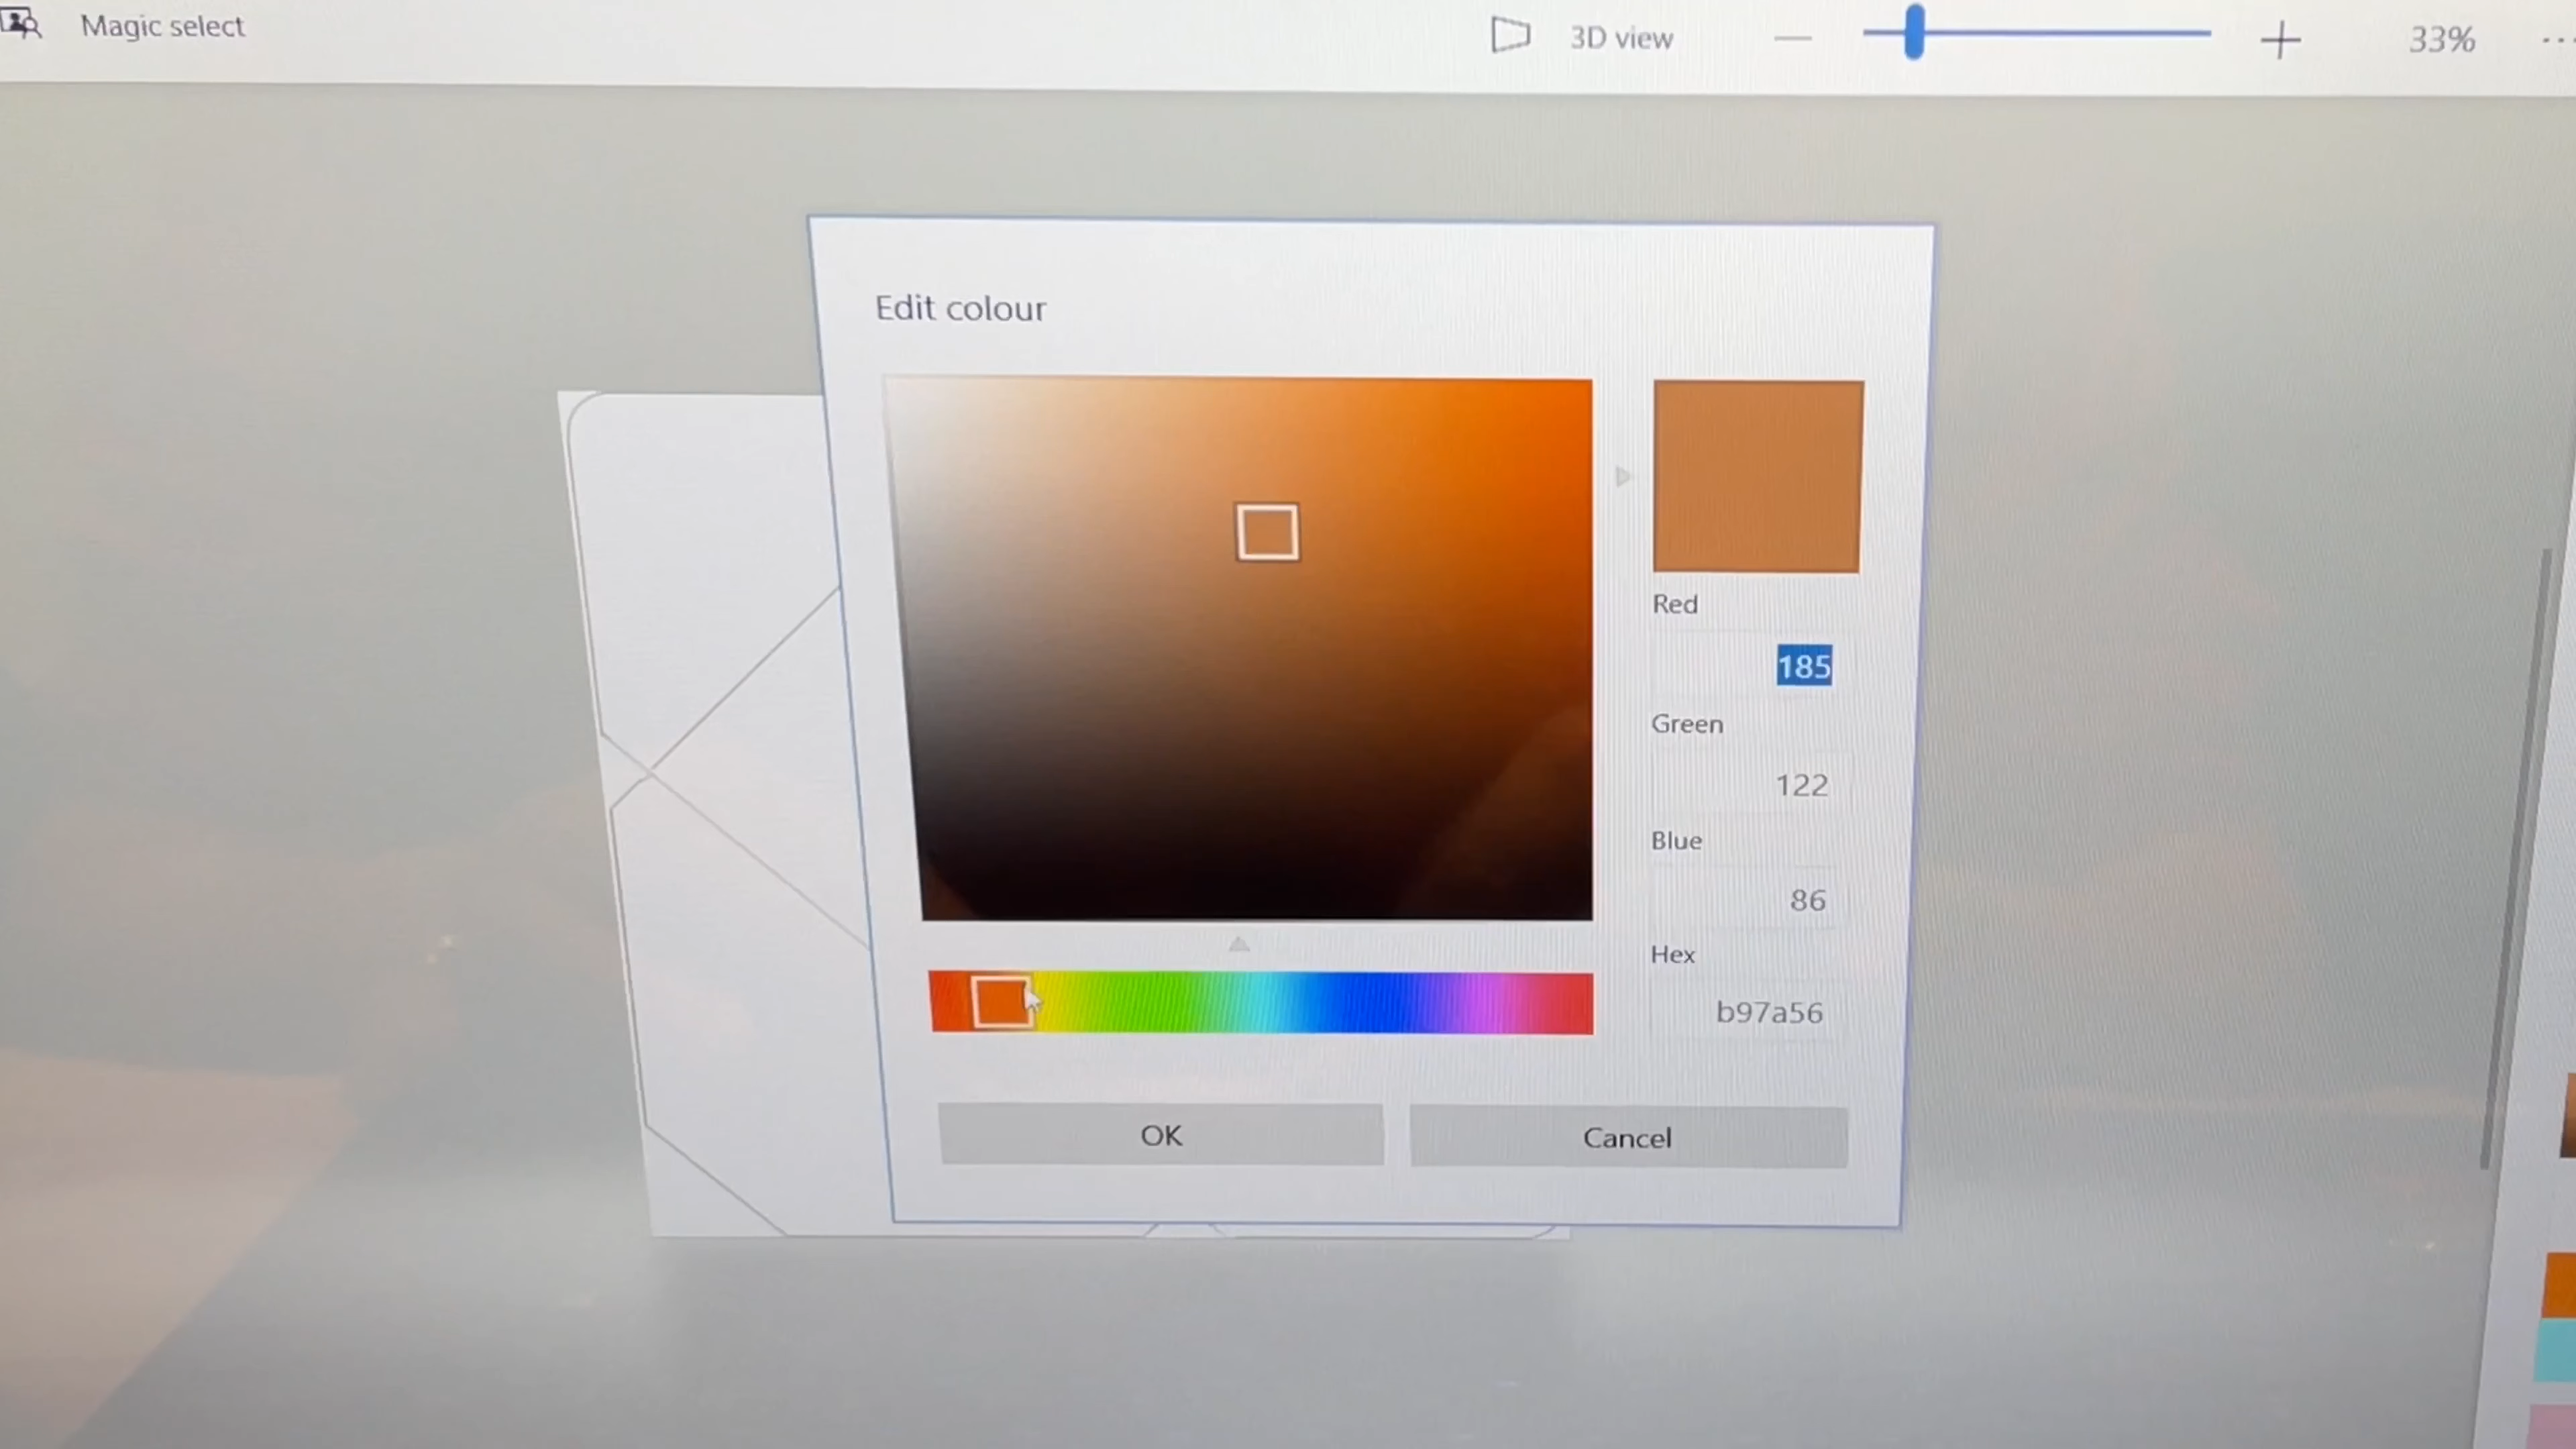 Magic select
3D view
33%
Edit colour
Red
185
Green
122
Blue
86
Hex
b97a56
OK
Cancel